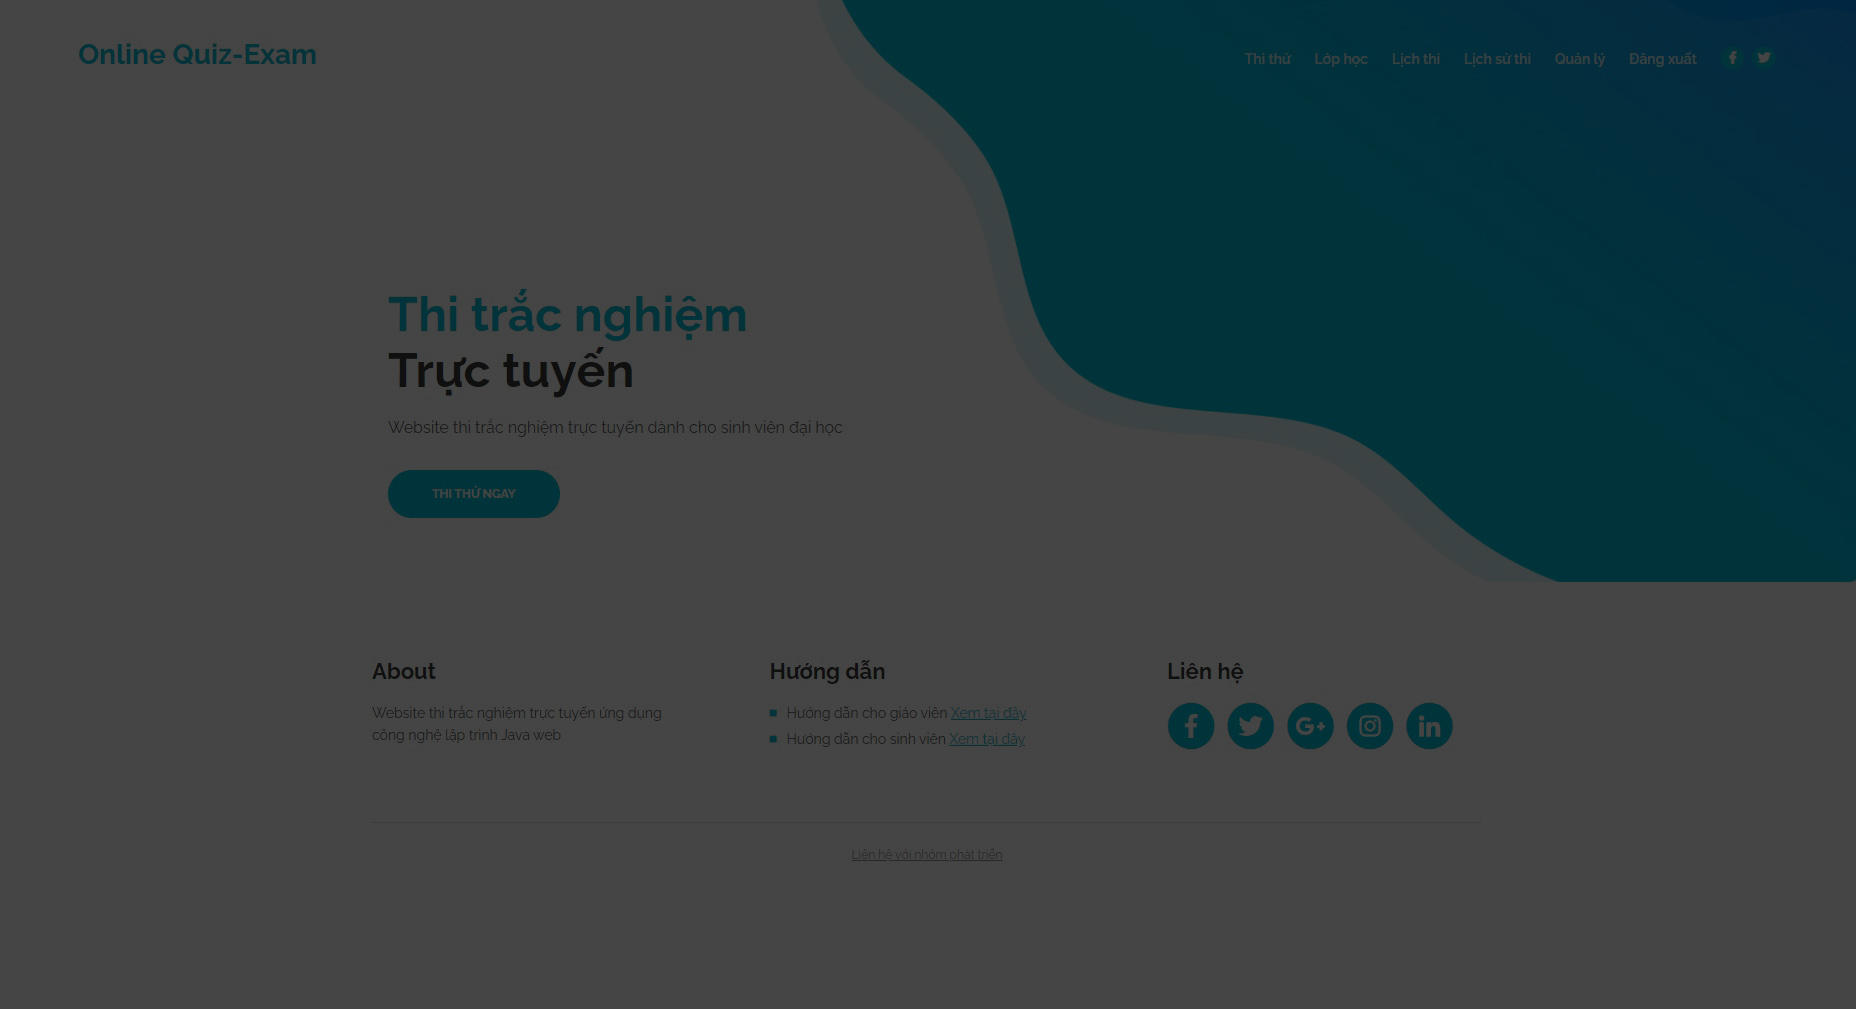 Online Quiz-Exam
Thi thử Lớp học Lịch thi Lịch sử thi Quản lý Đăng xuất
Thi trắc nghiệm
Trực tuyến
Website thi trắc nghiệm trực tuyến dành cho sinh viên đại học
THI THỬ NGAY
About
Website thi trắc nghiệm trực tuyến ứng dụng
công nghệ lập trình Java web
Hướng dẫn
Hướng dẫn cho giáo viên Xem tại đây
Hướng dẫn cho sinh viên Xem tại đây
Liên hệ
Liên hệ với nhóm phát triển